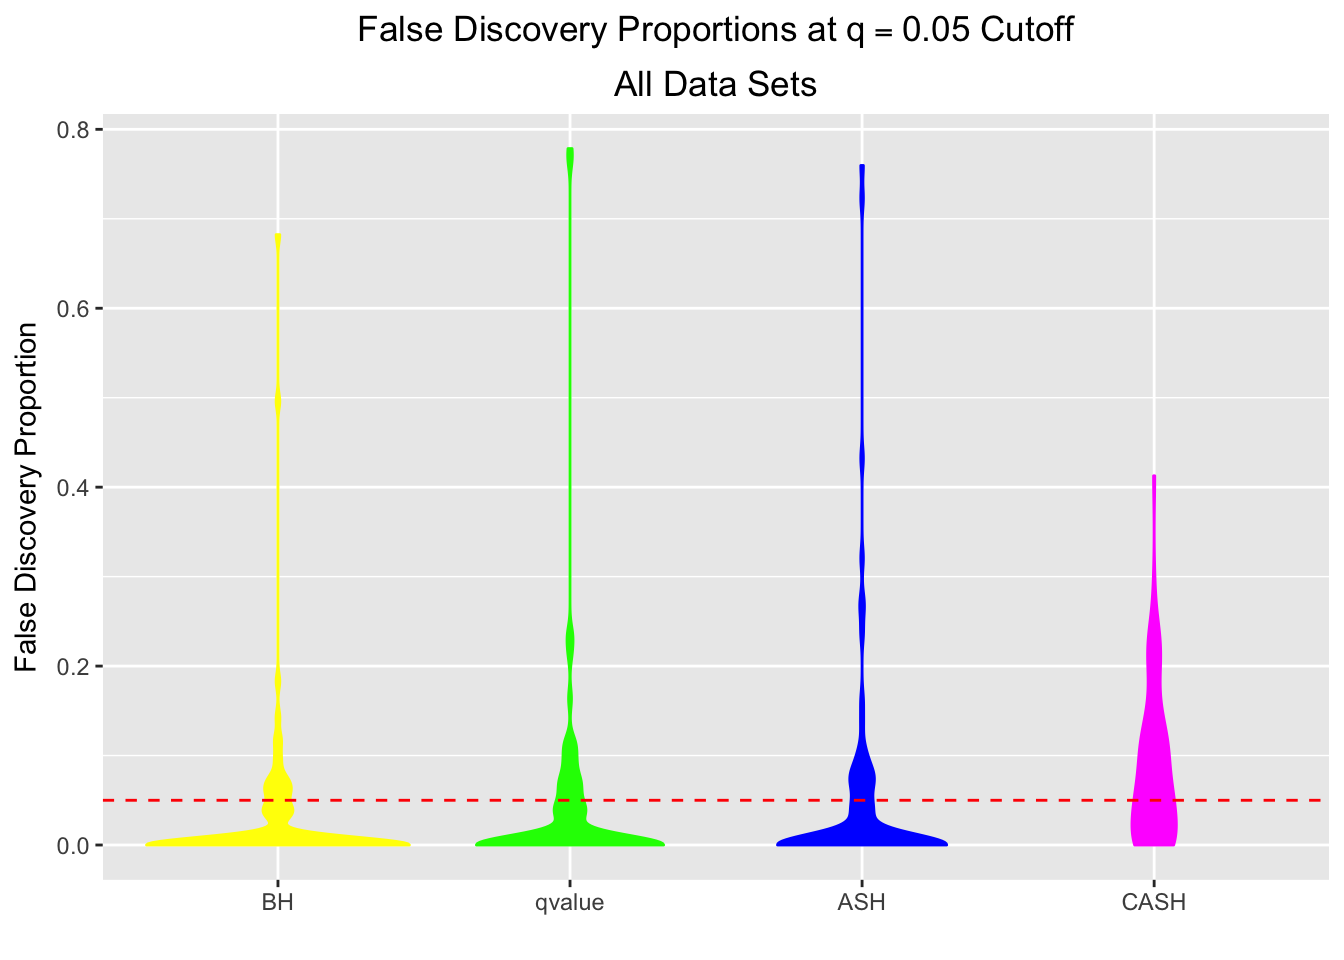 False Discovery Proportions at q = 0.05 Cutoff
All Data Sets
False Discovery Proportion
0.8
0.6
0.4
0.2
0.0
BH
qvalue
ASH
CASH